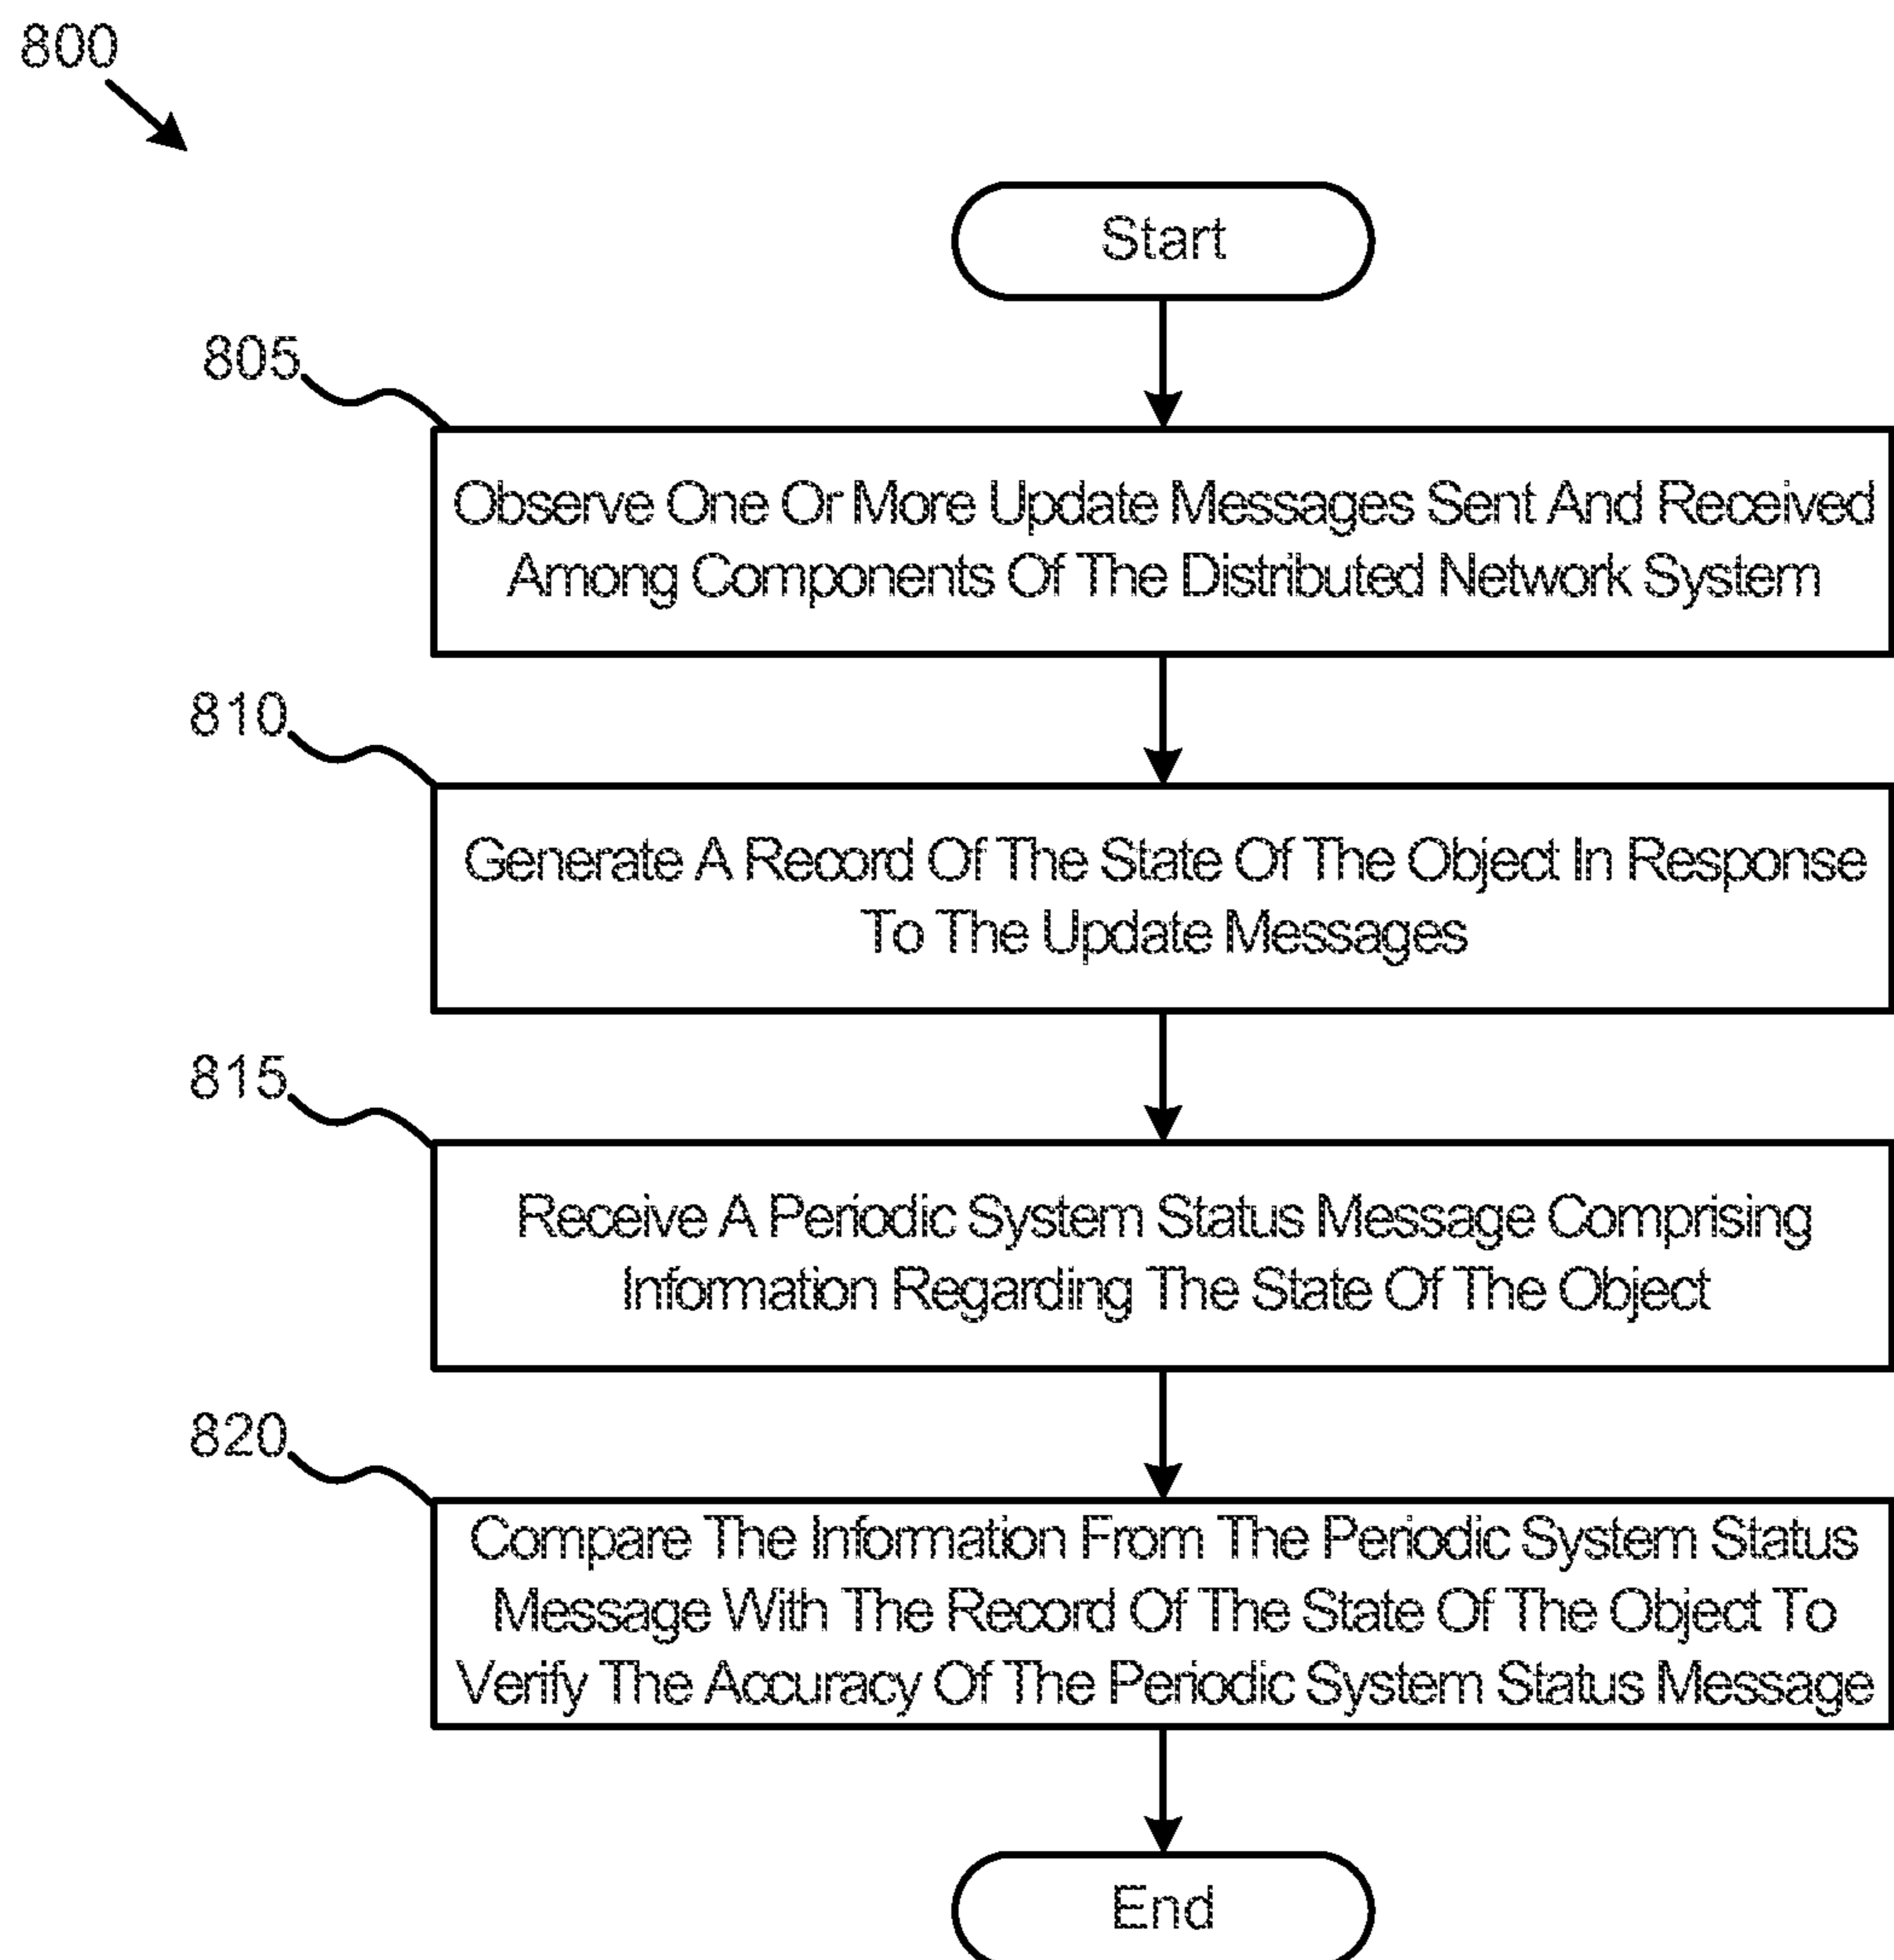 800
Start
805
Observe One Or More Update Messages Sent And Received
Among Components Of The Distributed Network System
810
Generate A Record Of The State Of The Object In Response
To The Update Messages
815
Receive A Periodic System Status Message Comprising
Information Regarding The State Of The Object
820
Compare The Information From The Periodic System Status
Message With The Record Of The State Of The Object To
Verify The Accuracy Of The Periodic System Status Message
End